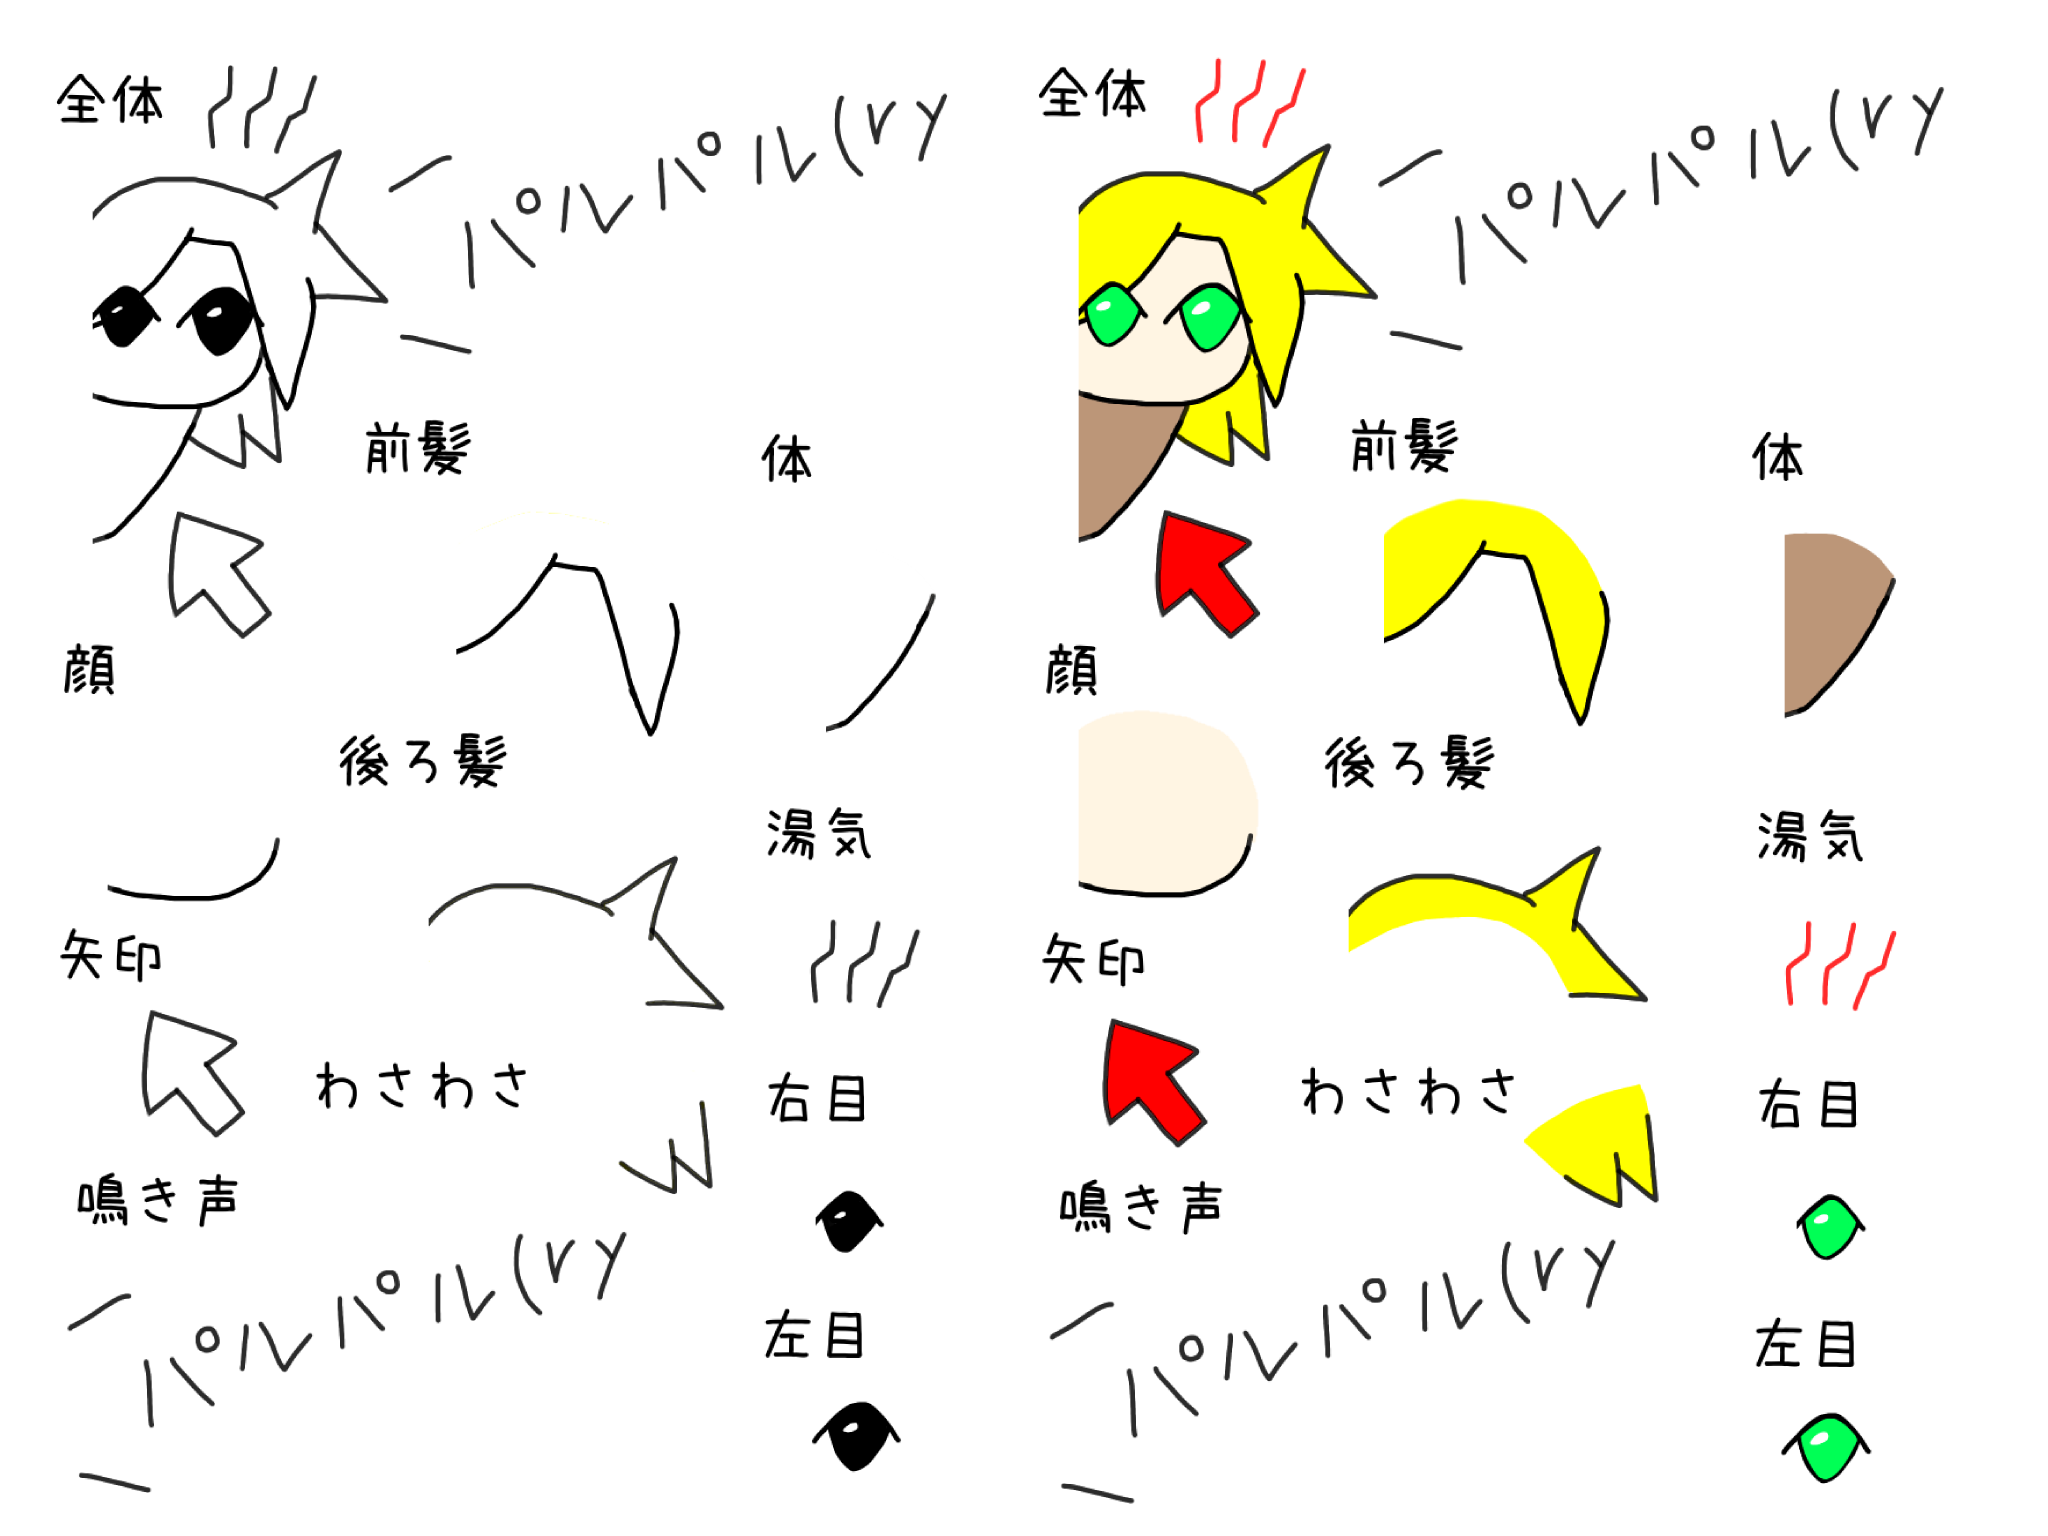 全体
パルパル(ry
前髪
体
顔
後ろ髪
湯気
矢印
わさわさ
右目
鳴き声
パルパル(ry
左目
全体
パルパル(ry
前髪
体
顔
後ろ髪
湯気
矢印
わさわさ
右目
鳴き声
パルパル(ry
左目